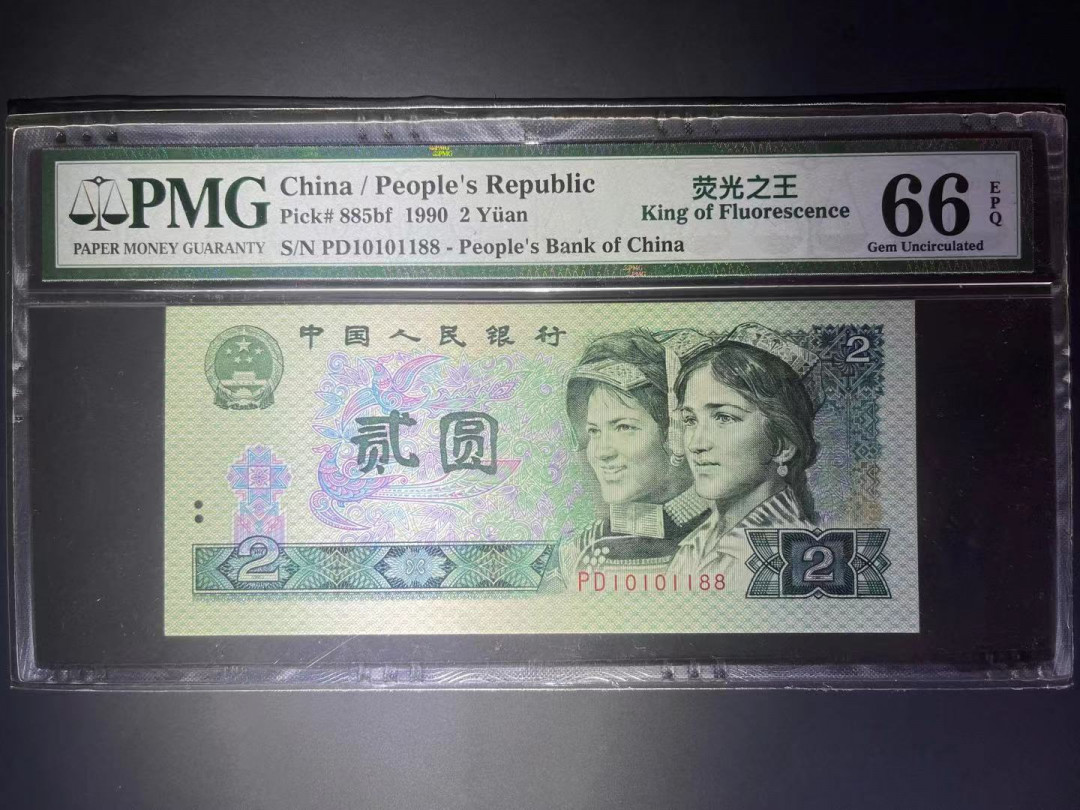 PMG
PAPER MONEY GUARANTY
China / People's Republic
Pick# 885bf 1990 2 Yüan
S/N PD10101188 - People's Bank of China
荧光之王
King of Fluorescence
66
EPQ
Gem Uncirculated
中国人民银行
2
贰圆
2
PD10101188
2